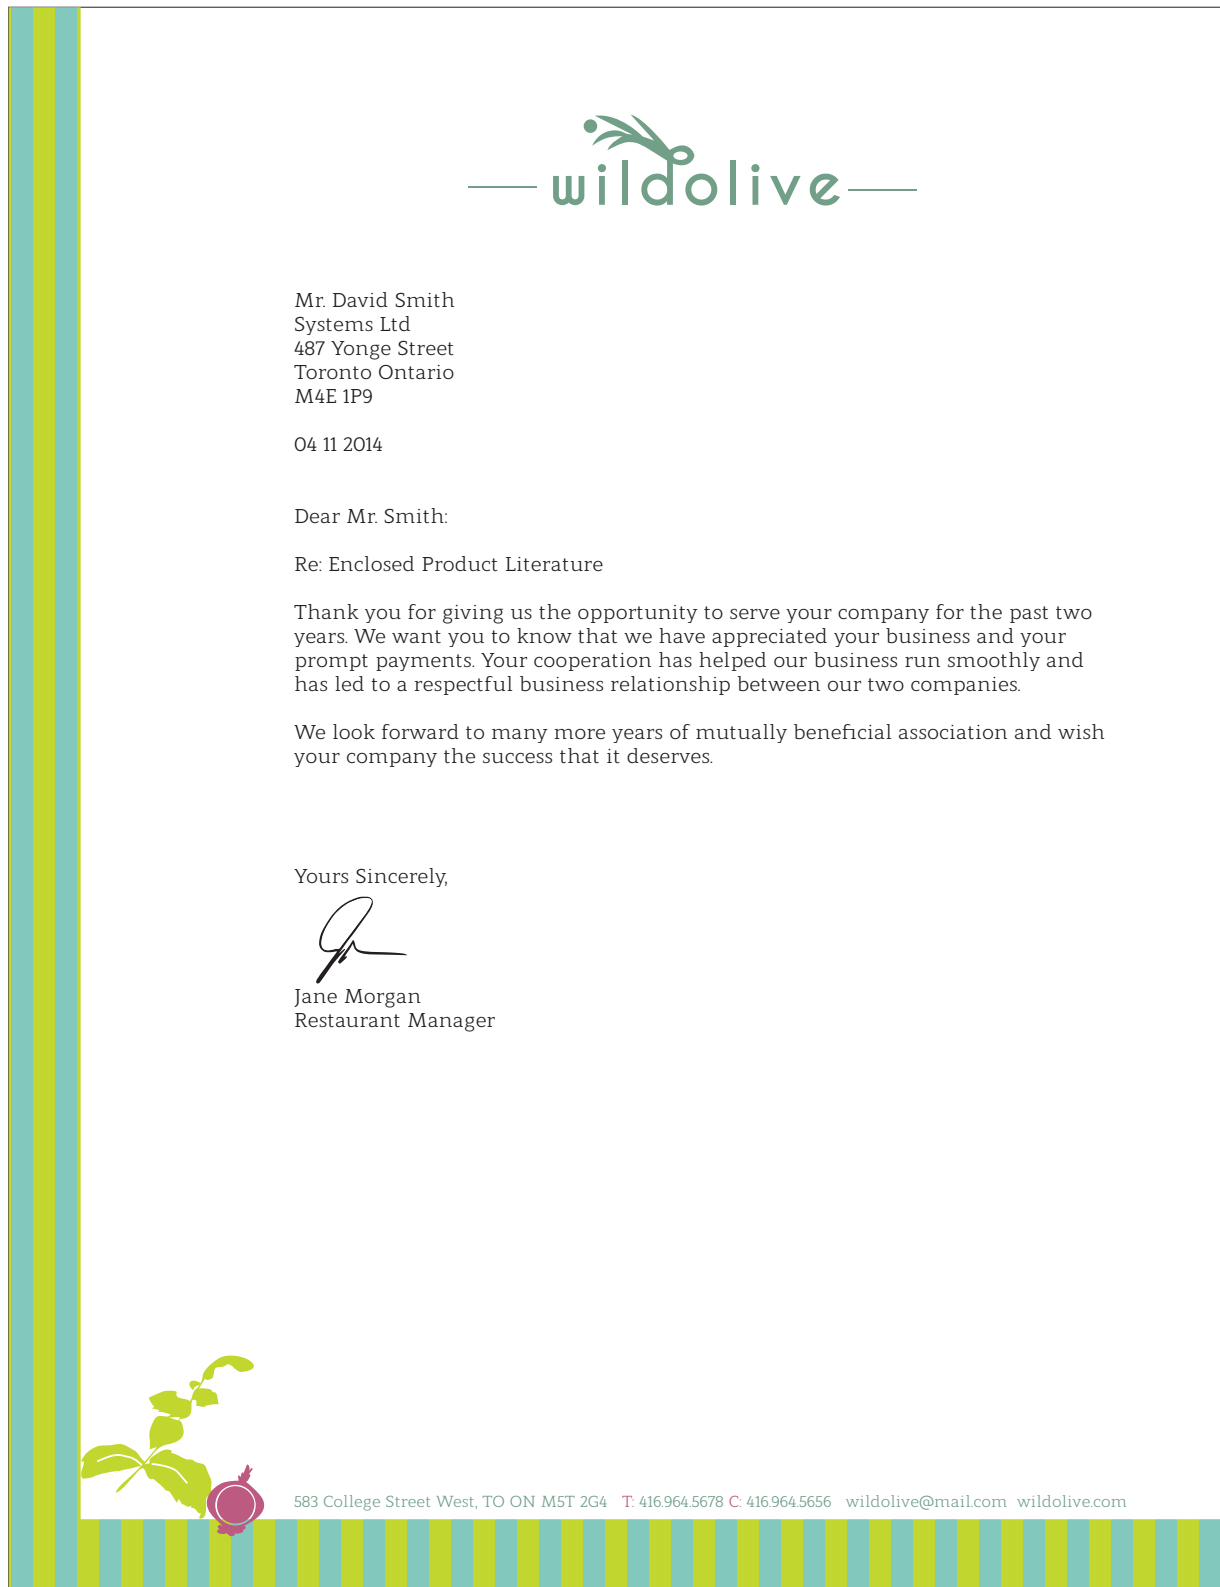 wildolive
Mr. David Smith
Systems Ltd
487 Yonge Street
Toronto Ontario
M4E 1P9
04 11 2014
Dear Mr. Smith:
Re: Enclosed Product Literature
Thank you for giving us the opportunity to serve your company for the past two
years. We want you to know that we have appreciated your business and your
prompt payments. Your cooperation has helped our business run smoothly and
has led to a respectful business relationship between our two companies.
We look forward to many more years of mutually beneficial association and wish
your company the success that it deserves.
Yours Sincerely,
Jane Morgan
Restaurant Manager
583 College Street West, TO ON M5T 2G4 T: 416.964.5678 C: 416.964.5656 wildolive@mail.com wildolive.com